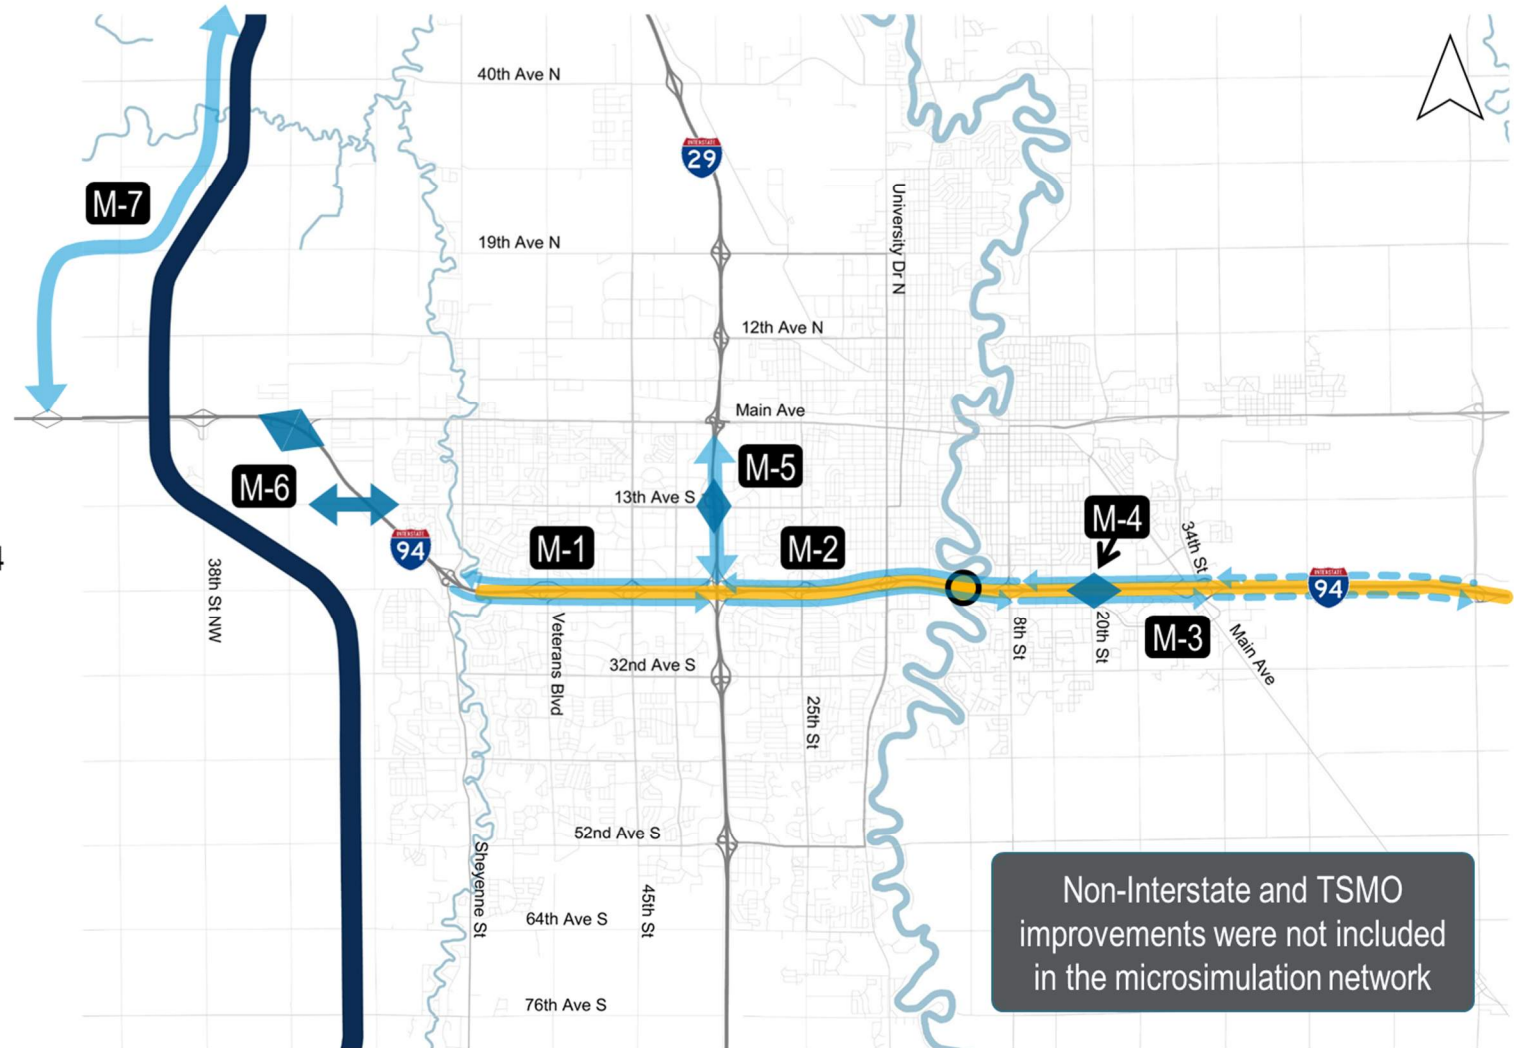 40th Ave N
INTERSTATE
29
M-7
University Dr N
19th Ave N
12th Ave N
Main Ave
M-5
13th Ave S
M-6
M-4
34th St
INTERSTATE
94
M-1
M-2
38th St NW
INTERSTATE
94
Veterans Blvd
8th St
20th St
M-3
Main Ave
32nd Ave S
25th St
52nd Ave S
Sheyenne St
45th St
64th Ave S
76th Ave S
Non-Interstate and TSMO
improvements were not included
in the microsimulation network